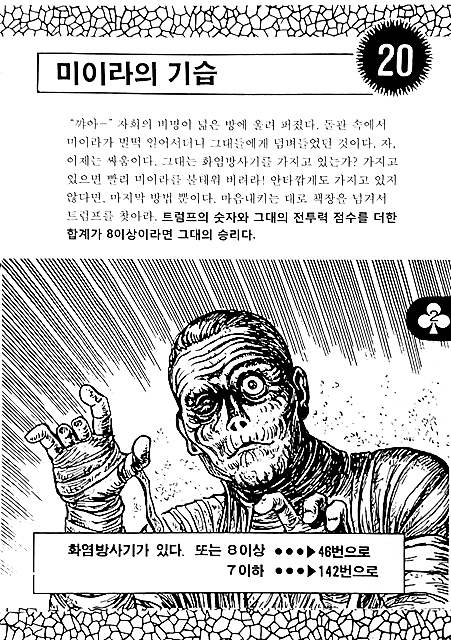 20
미이라의 기습
“꺄아-” 자희의 비명이 넓은 방에 울려 퍼졌다. 돌관 속에서
미이라가 벌떡 일어서더니 그대들에게 덤벼들었던 것이다. 자,
이제는 싸움이다. 그대는 화염방사기를 가지고 있는가? 가지고
있으면 빨리 미이라를 불태워 버려라! 안타깝게도 가지고 있지
않다면, 마지막 방법 뿐이다. 마음내키는 대로 책장을 넘겨서
트럼프를 찾아라. 트럼프의 숫자와 그대의 전투력 점수를 더한
합계가 8이상이라면 그대의 승리다.
2
화염방사기가 있다. 또는 8이상 ●●●▶46번으로
7이하 ●●●▶142번으로